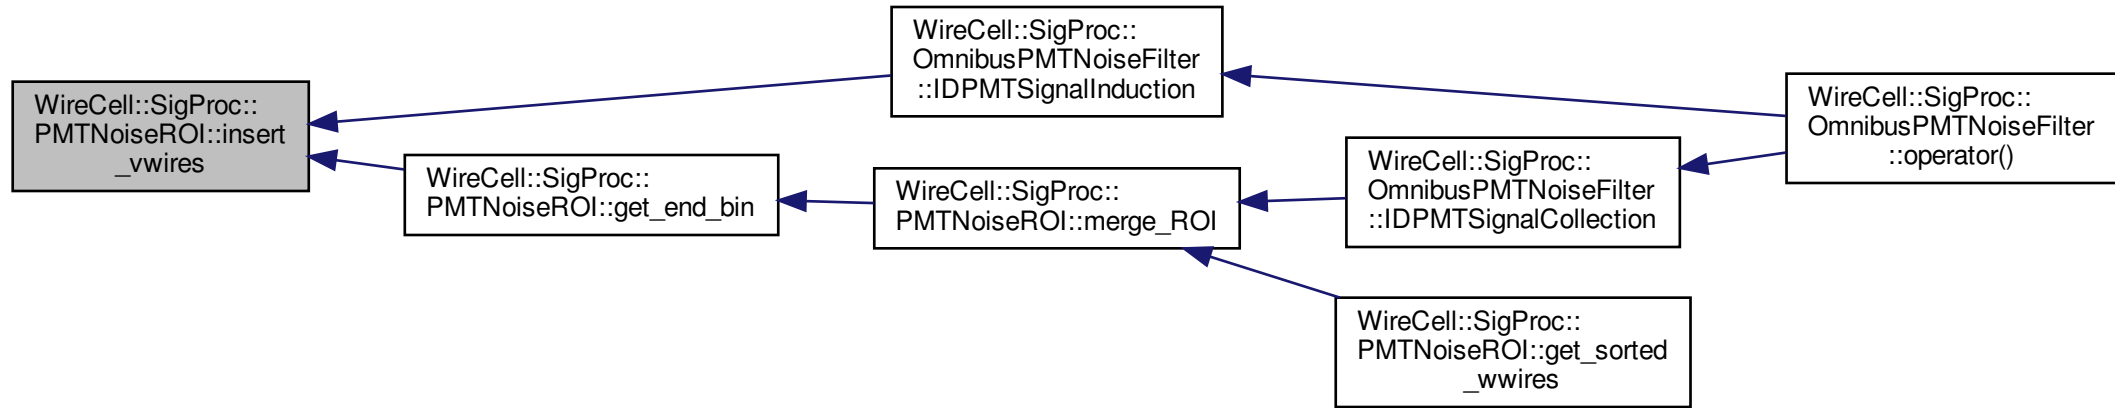 WireCell::SigProc::
PMTNoiseROI::insert
_vwires
WireCell::SigProc::
OmnibusPMTNoiseFilter
::IDPMTSignalInduction
WireCell::SigProc::
PMTNoiseROI::get_end_bin
WireCell::SigProc::
PMTNoiseROI::merge_ROI
WireCell::SigProc::
OmnibusPMTNoiseFilter
::IDPMTSignalCollection
WireCell::SigProc::
PMTNoiseROI::get_sorted
_wwires
WireCell::SigProc::
OmnibusPMTNoiseFilter
::operator()